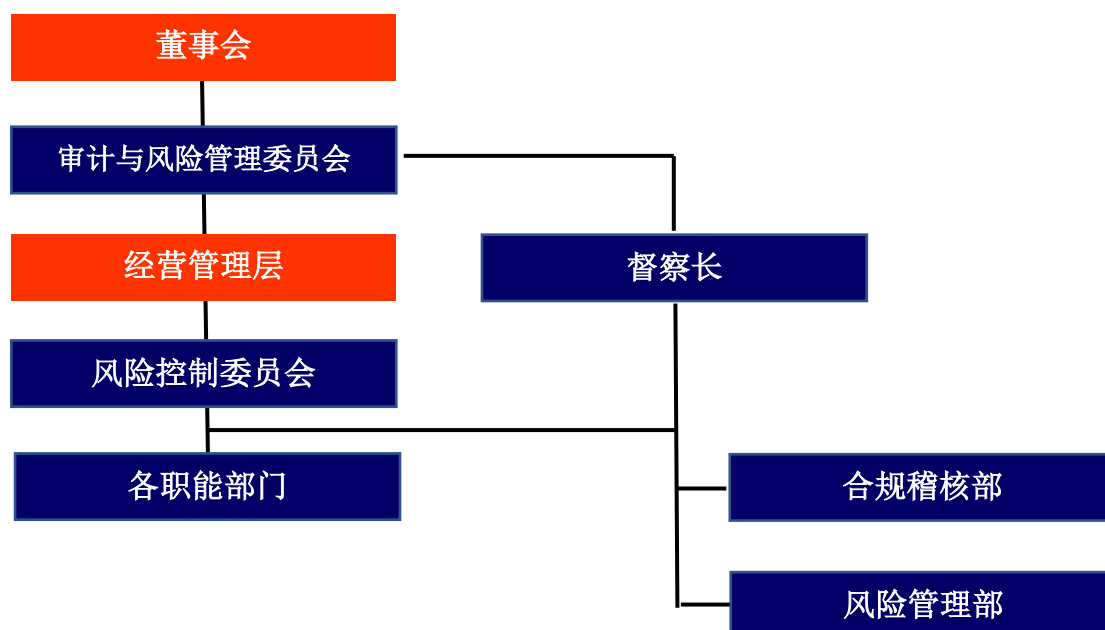 董事会
审计与风险管理委员会
经营管理层
督察长
风险控制委员会
各职能部门
合规稽核部
风险管理部